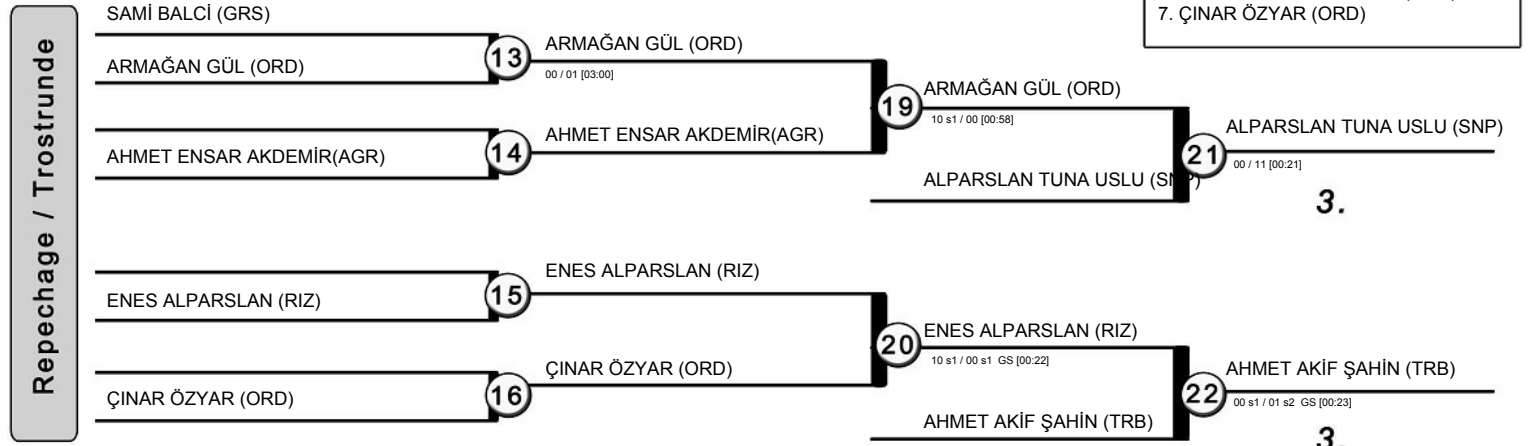 SAMİ BALCİ (GRS)
7. ÇINAR ÖZYAR (ORD)
Repechage / Trostrunde
ARMAĞAN GÜL (ORD)
13
ARMAĞAN GÜL (ORD)
00 / 01 [03:00]
AHMET ENSAR AKDEMİR(AGR)
14
AHMET ENSAR AKDEMİR(AGR)
19
ARMAĞAN GÜL (ORD)
10 s1 / 00 [00:58]
ALPARSLAN TUNA USLU (SNP)
21
ALPARSLAN TUNA USLU (SNP)
00 / 11 [00:21]
3.
ENES ALPARSLAN (RIZ)
15
ENES ALPARSLAN (RIZ)
ÇINAR ÖZYAR (ORD)
16
ÇINAR ÖZYAR (ORD)
20
ENES ALPARSLAN (RIZ)
10 s1 / 00 s1 GS [00:22]
AHMET AKİF ŞAHİN (TRB)
22
AHMET AKİF ŞAHİN (TRB)
00 s1 / 01 s2 GS [00:23]
3.